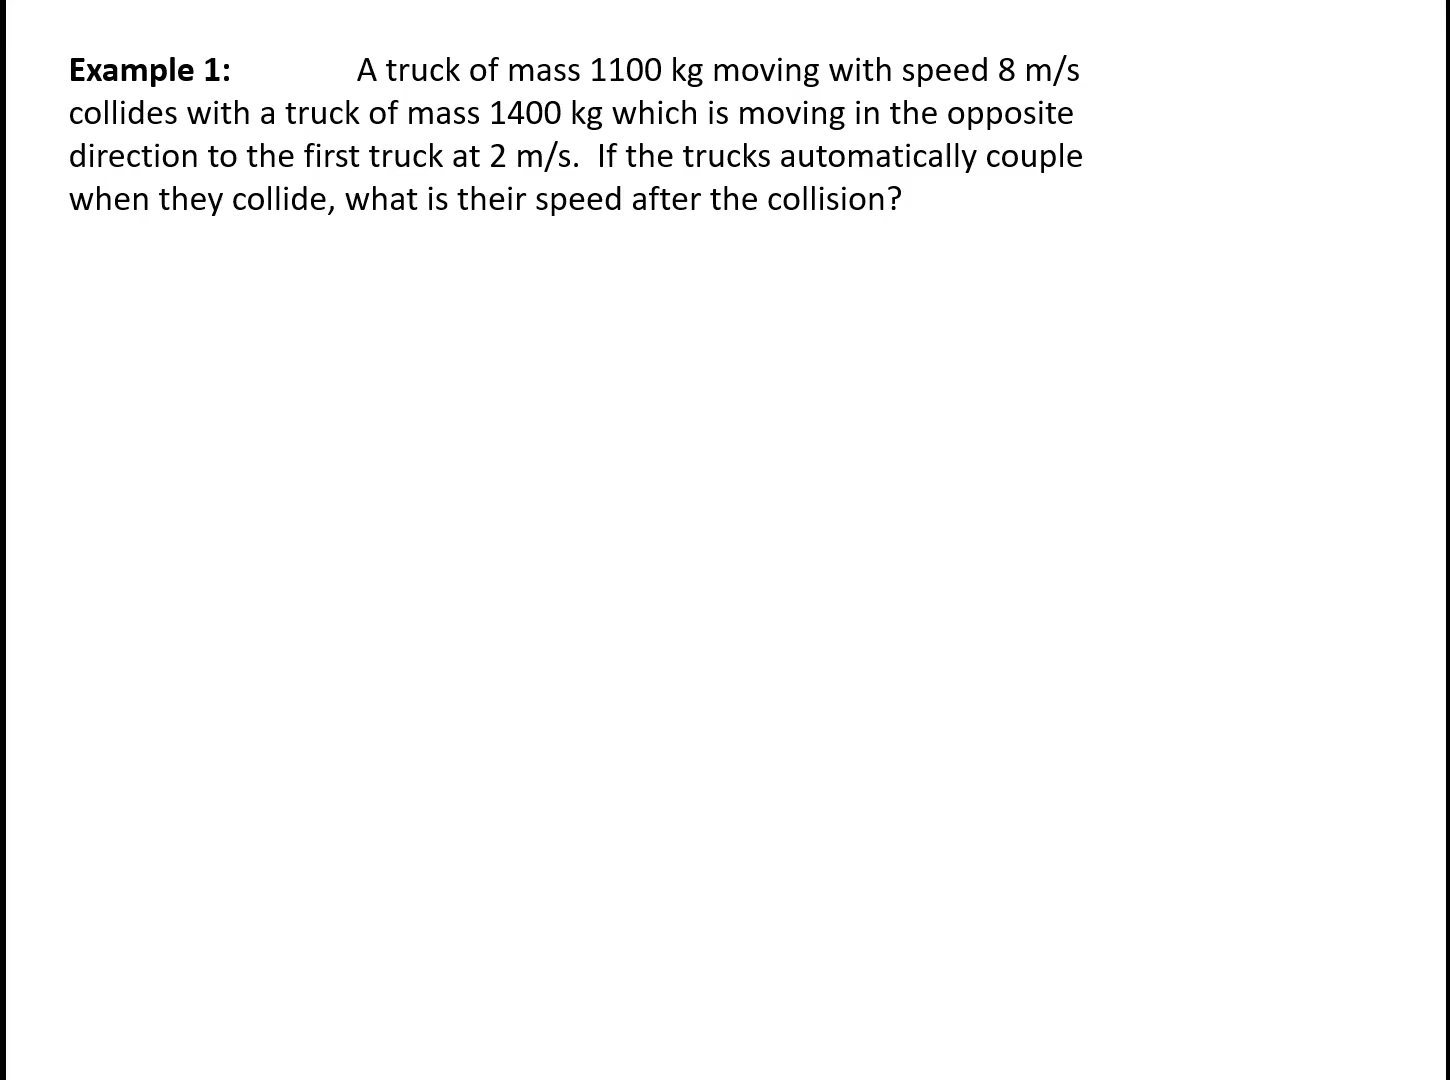 Example 1: A truck of mass 1100 kg moving with speed 8 m/s
collides with a truck of mass 1400 kg which is moving in the opposite
direction to the first truck at 2 m/s. If the trucks automatically couple
when they collide, what is their speed after the collision?